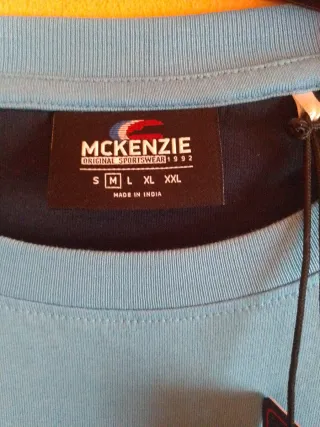 MCKENZIE
ORIGINAL SPORTSWEAR 1992
S M L XL XXL
MADE IN INDIA